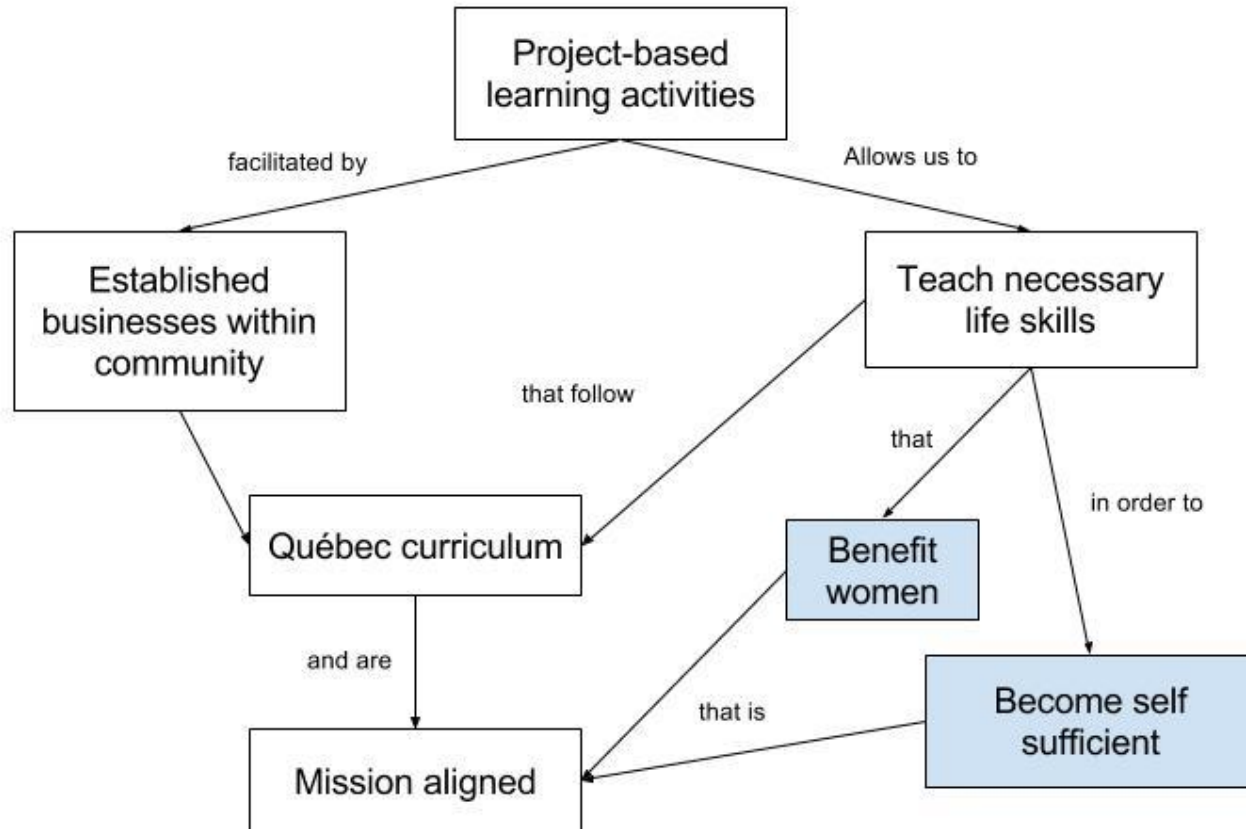 Project-based
learning activities
facilitated by
Allows us to
Established
businesses within
community
Teach necessary
life skills
that follow
that
in order to
Québec curriculum
Benefit
women
and are
that is
Become self
sufficient
Mission aligned